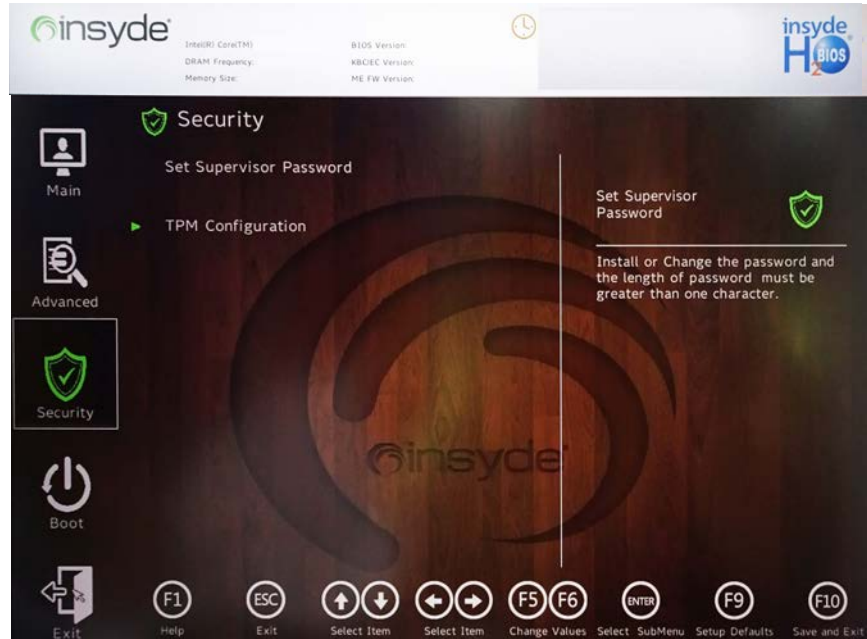 insyde
Intel(R) Core(TM)
DRAM Frequency:
Memory Size:
BIOS Version:
KBC/EC Version:
ME FW Version:
insyde
H2O BIOS
Main
Advanced
Security
Boot
Exit
Security
Set Supervisor Password
TPM Configuration
Set Supervisor
Password
Install or Change the password and
the length of password must be
greater than one character.
insyde
F1
Help
ESC
Exit
Select Item
Select Item
F5 F6
Change Values
ENTER
Select SubMenu
F9
Setup Defaults
F10
Save and Exit